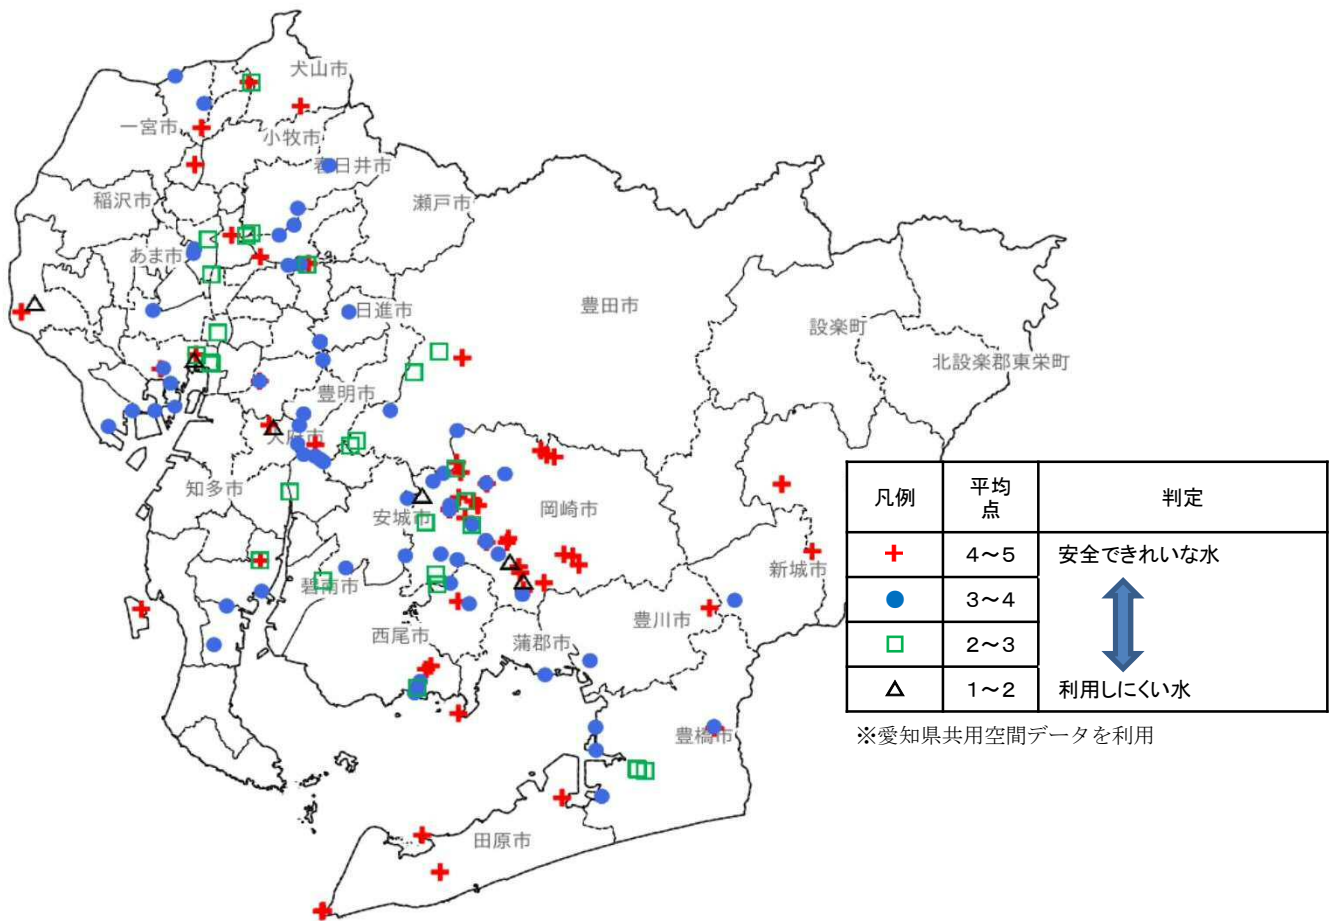 犬山市
一宮市
小牧市
春日井市
稲沢市
瀬戸市
あま市
日進市
豊田市
設楽町
北設楽郡東栄町
豊明市
大府市
知多市
安城市
岡崎市
新城市
碧南市
西尾市
蒲郡市
豊川市
豊橋市
田原市
凡例 平均点 判定
4～5 安全できれいな水
3～4
2～3
1～2 利用しにくい水
※愛知県共用空間データを利用